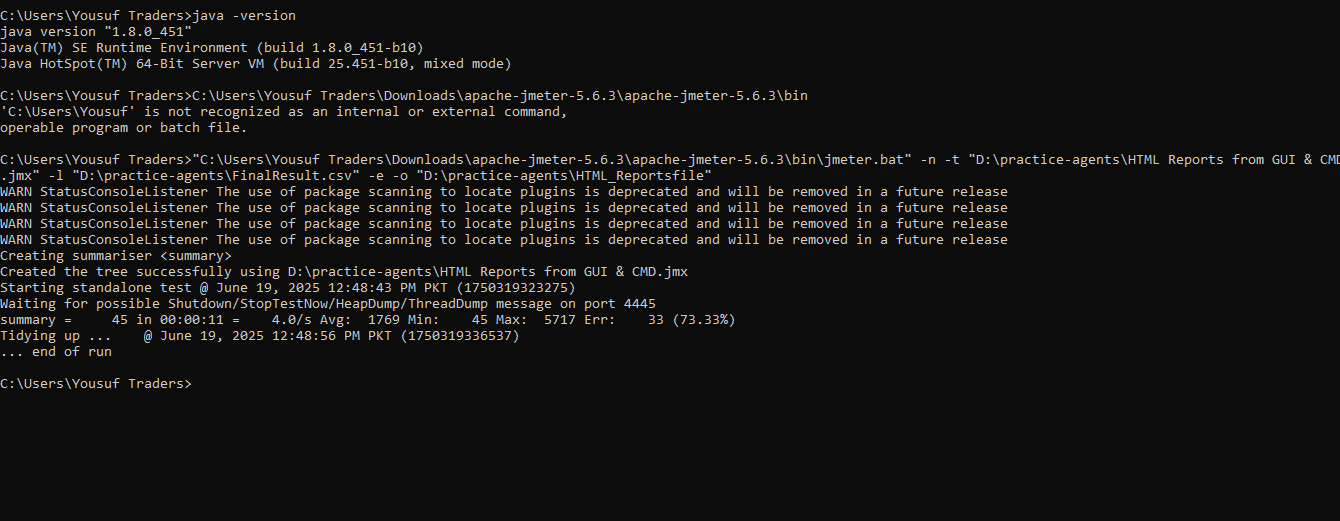 C:\Users\Yousuf Traders>java -version
java version "1.8.0_451"
Java(TM) SE Runtime Environment (build 1.8.0_451-b10)
Java HotSpot(TM) 64-Bit Server VM (build 25.451-b10, mixed mode)
C:\Users\Yousuf Traders>C:\Users\Yousuf Traders\Downloads\apache-jmeter-5.6.3\apache-jmeter-5.6.3\bin
'C:\Users\Yousuf' is not recognized as an internal or external command,
operable program or batch file.
C:\Users\Yousuf Traders>"C:\Users\Yousuf Traders\Downloads\apache-jmeter-5.6.3\apache-jmeter-5.6.3\bin\jmeter.bat" -n -t "D:\practice-agents\HTML Reports from GUI & CMD
.jmx" -l "D:\practice-agents\FinalResult.csv" -e -o "D:\practice-agents\HTML_Reportsfile"
WARN StatusConsoleListener The use of package scanning to locate plugins is deprecated and will be removed in a future release
WARN StatusConsoleListener The use of package scanning to locate plugins is deprecated and will be removed in a future release
WARN StatusConsoleListener The use of package scanning to locate plugins is deprecated and will be removed in a future release
WARN StatusConsoleListener The use of package scanning to locate plugins is deprecated and will be removed in a future release
Creating summariser <summary>
Created the tree successfully using D:\practice-agents\HTML Reports from GUI & CMD.jmx
Starting standalone test @ June 19, 2025 12:48:43 PM PKT (1750319323275)
Waiting for possible Shutdown/StopTestNow/HeapDump/ThreadDump message on port 4445
summary =     45 in 00:00:11 =    4.0/s Avg:  1769 Min:    45 Max:  5717 Err:    33 (73.33%)
Tidying up ...    @ June 19, 2025 12:48:56 PM PKT (1750319336537)
... end of run
C:\Users\Yousuf Traders>